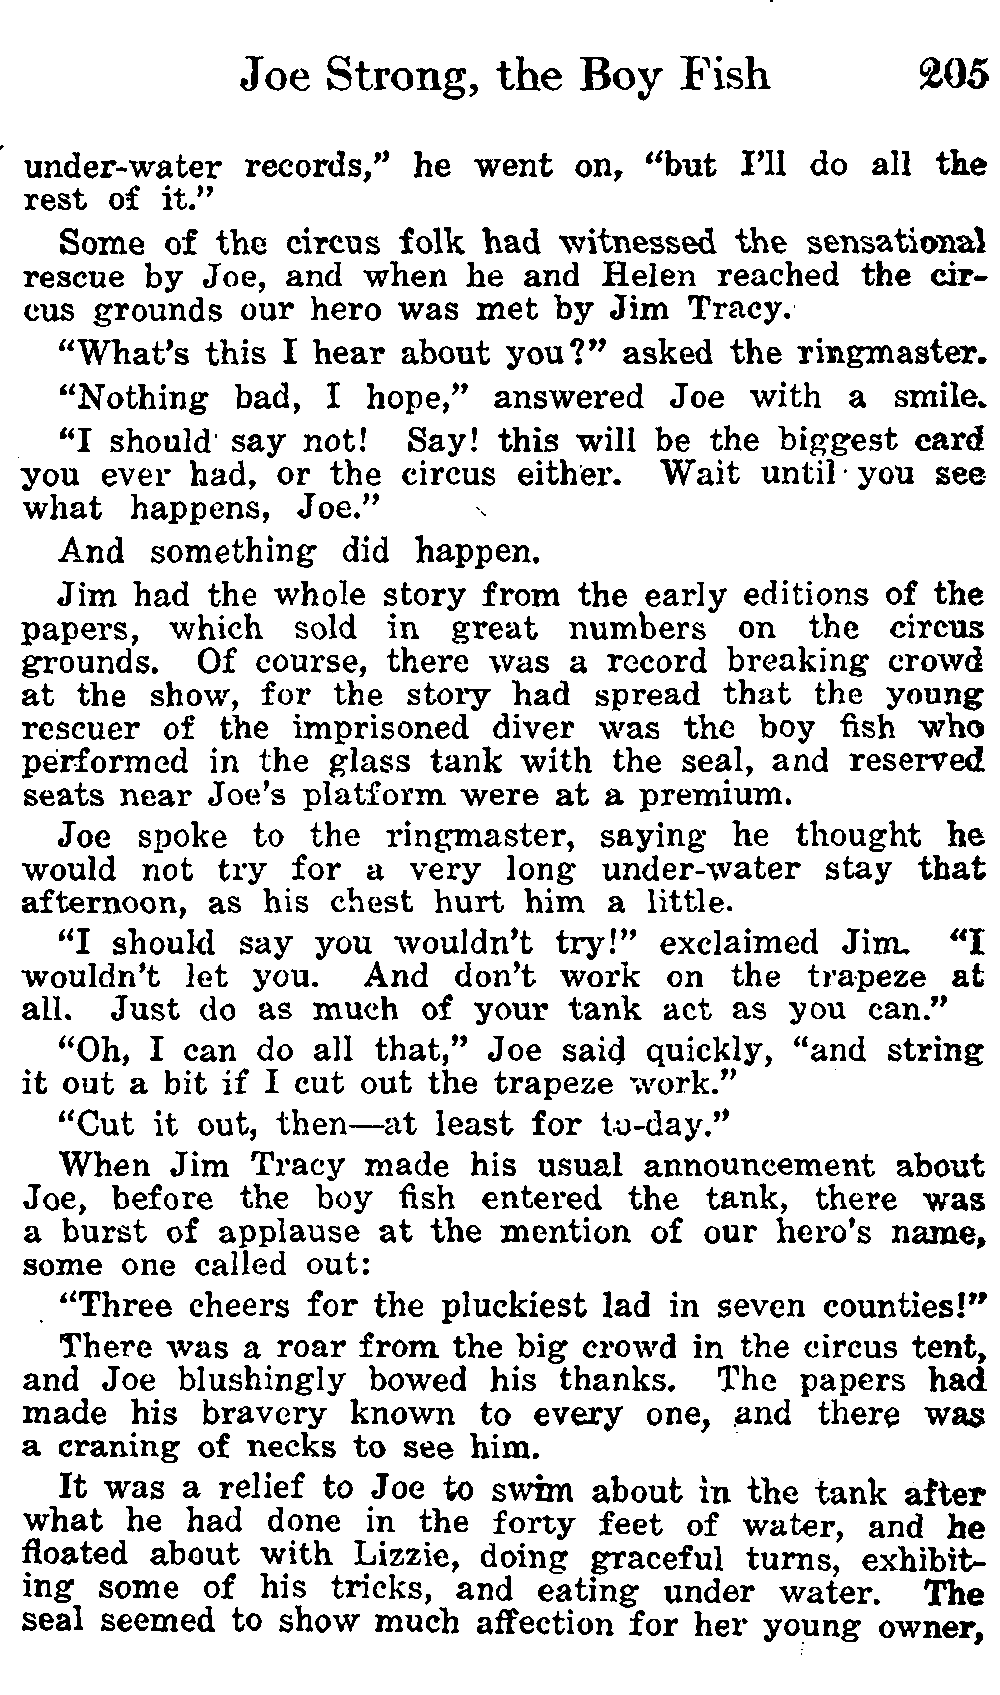 Joe Strong, the Boy Fish 205
under-water records,” he went on, “but I’ll do all the
rest of it.”
Some of the circus folk had witnessed the sensational
rescue by Joe, and when he and Helen reached the cir-
cus grounds our hero was met by Jim Tracy.
“What’s this I hear about you?” asked the ringmaster.
“Nothing bad, I hope,” answered Joe with a smile.
“I should say not! Say! this will be the biggest card
you ever had, or the circus either. Wait until you see
what happens, Joe.”
And something did happen.
Jim had the whole story from the early editions of the
papers, which sold in great numbers on the circus
grounds. Of course, there was a record breaking crowd
at the show, for the story had spread that the young
rescuer of the imprisoned diver was the boy fish who
performed in the glass tank with the seal, and reserved
seats near Joe’s platform were at a premium.
Joe spoke to the ringmaster, saying he thought he
would not try for a very long under-water stay that
afternoon, as his chest hurt him a little.
“I should say you wouldn’t try!” exclaimed Jim. “I
wouldn’t let you. And don’t work on the trapeze at
all. Just do as much of your tank act as you can.”
“Oh, I can do all that,” Joe said quickly, “and string
it out a bit if I cut out the trapeze work.”
“Cut it out, then—at least for to-day.”
When Jim Tracy made his usual announcement about
Joe, before the boy fish entered the tank, there was
a burst of applause at the mention of our hero’s name,
some one called out:
“Three cheers for the pluckiest lad in seven counties!”
There was a roar from the big crowd in the circus tent,
and Joe blushingly bowed his thanks. The papers had
made his bravery known to every one, and there was
a craning of necks to see him.
It was a relief to Joe to swim about in the tank after
what he had done in the forty feet of water, and he
floated about with Lizzie, doing graceful turns, exhibit-
ing some of his tricks, and eating under water. The
seal seemed to show much affection for her young owner,